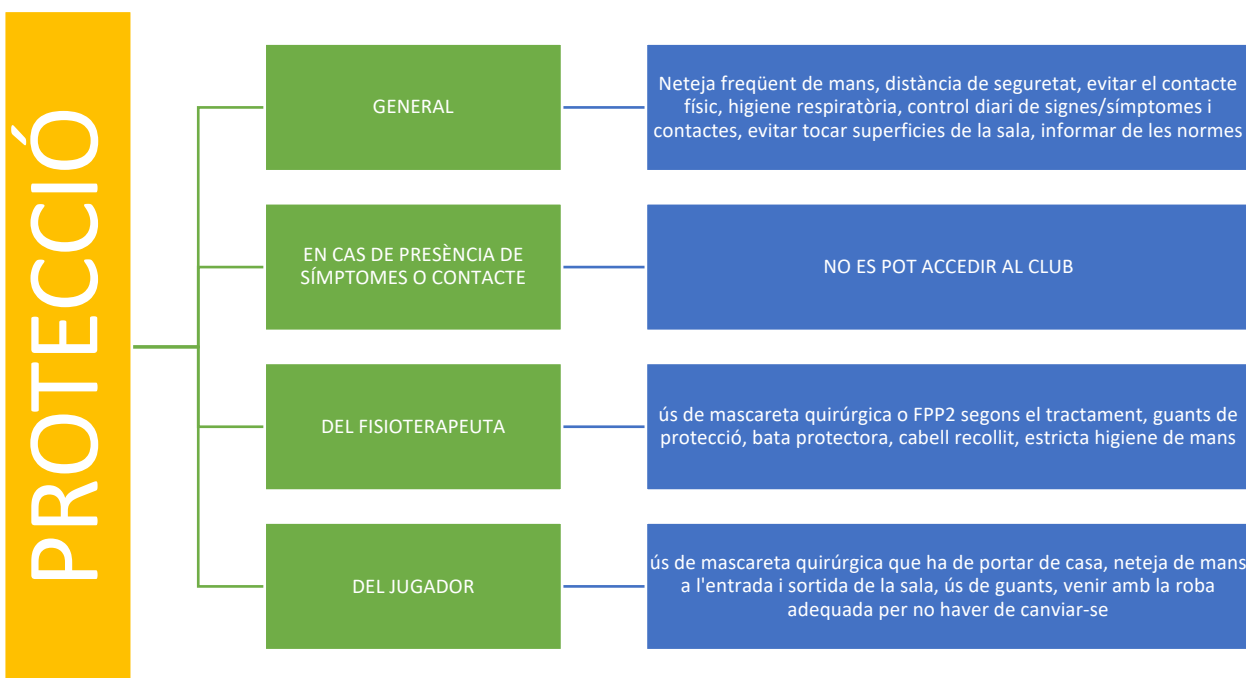 PROTECCIÓ
GENERAL
Neteja freqüent de mans, distància de seguretat, evitar el contacte
físic, higiene respiratòria, control diari de signes/símptomes i
contactes, evitar tocar superficies de la sala, informar de les normes
EN CAS DE PRESÈNCIA DE
SÍMPTOMES O CONTACTE
NO ES POT ACCEDIR AL CLUB
DEL FISIOTERAPEUTA
ús de mascareta quirúrgica o FPP2 segons el tractament, guants de
protecció, bata protectora, cabell recollit, estricta higiene de mans
DEL JUGADOR
ús de mascareta quirúrgica que ha de portar de casa, neteja de mans
a l'entrada i sortida de la sala, ús de guants, venir amb la roba
adequada per no haver de canviar-se